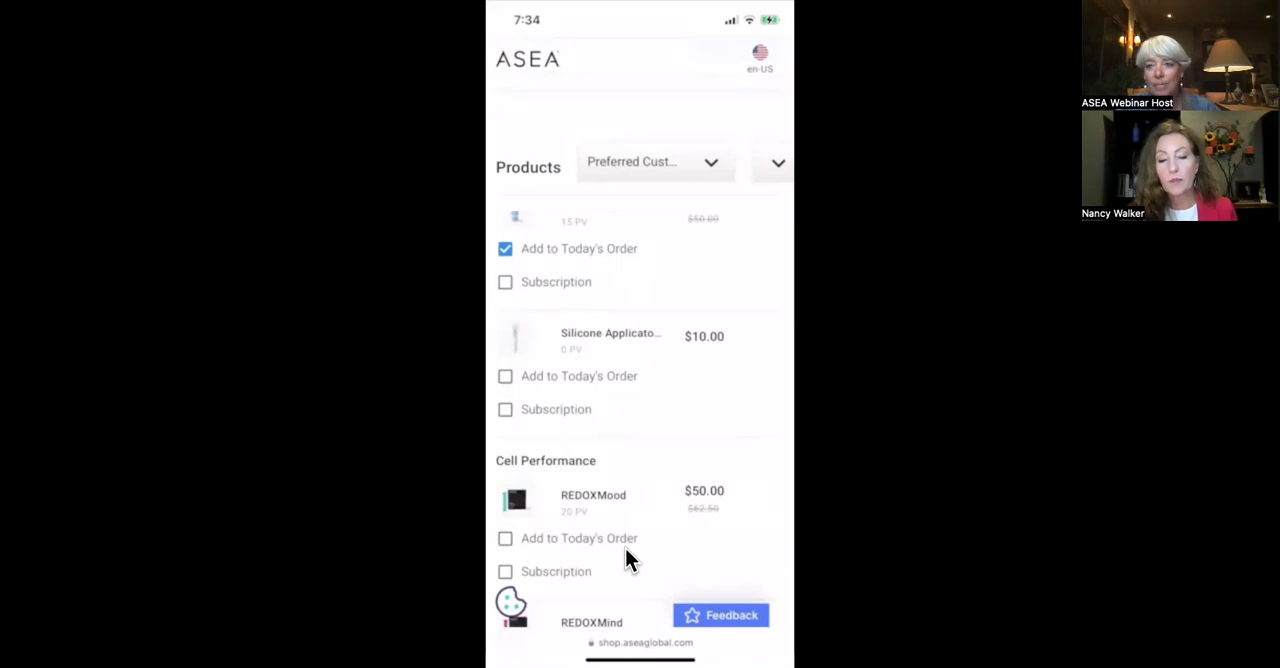 7:34
ASEA
en-US
Products
Preferred Cust...
15 PV
$50.00
Add to Today's Order
Subscription
Silicone Applicato...
$10.00
0 PV
Add to Today's Order
Subscription
Cell Performance
REDOXMood
$50.00
20 PV
$62.50
Add to Today's Order
Subscription
REDOXMind
Feedback
shop.aseaglobal.com
ASEA Webinar Host
Nancy Walker